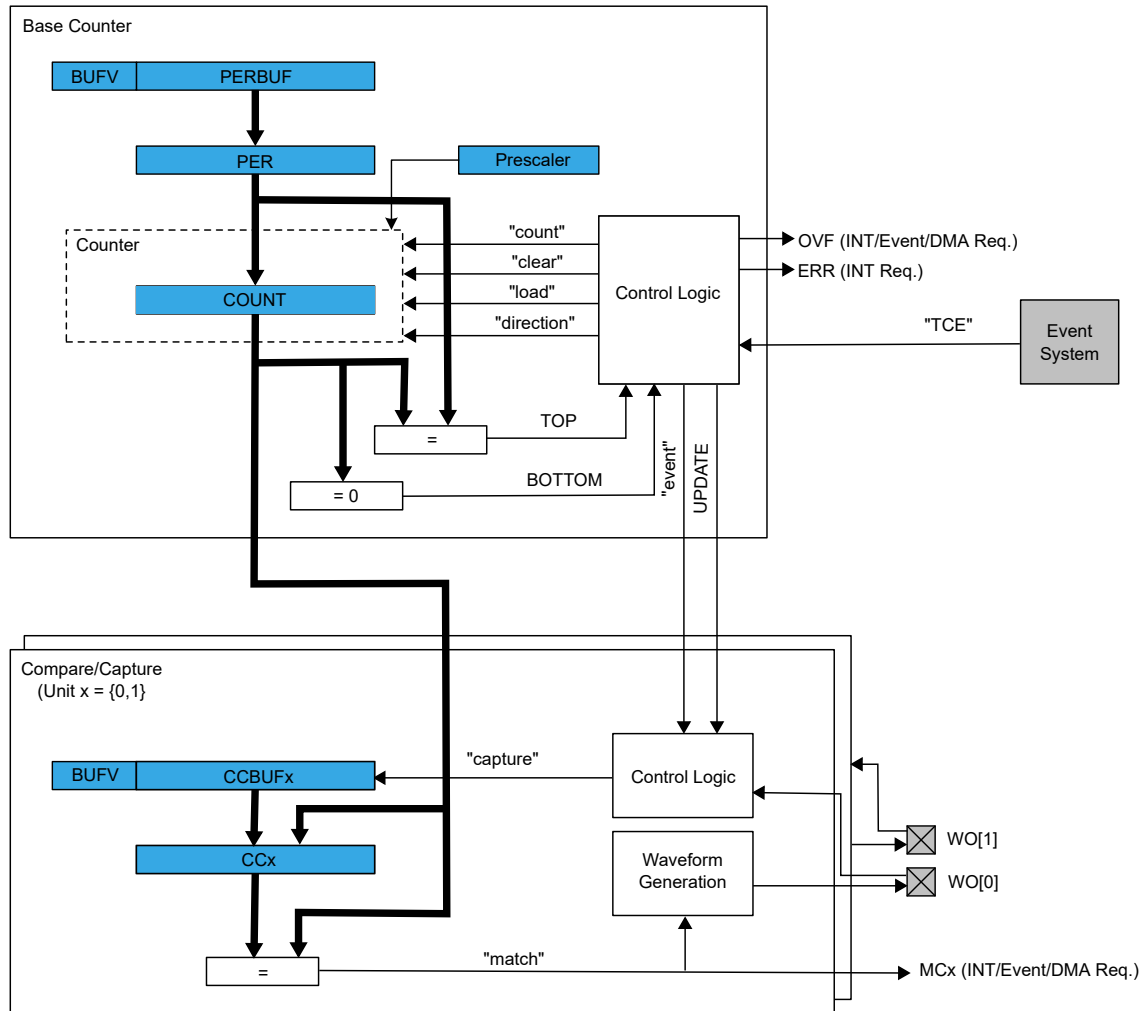 Base Counter
BUFV
PERBUF
PER
Prescaler
Counter
"count"
"clear"
COUNT
"load"
"direction"
Control Logic
OVF (INT/Event/DMA Req.)
ERR (INT Req.)
"TCE"
Event
System
=
TOP
= 0
BOTTOM
"event"
UPDATE
Compare/Capture
(Unit x = {0,1}
BUFV
CCBUFx
"capture"
Control Logic
CCx
Waveform
Generation
WO[1]
WO[0]
=
"match"
MCx (INT/Event/DMA Req.)